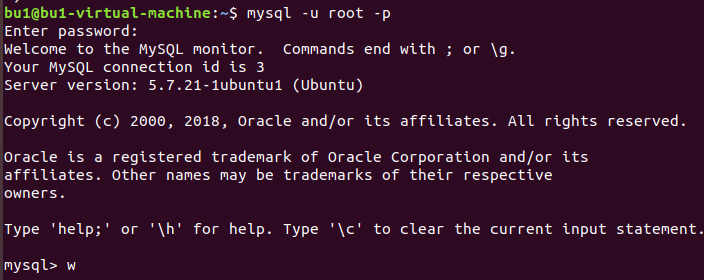 bu1@bu1-virtual-machine:~$ mysql -u root -p
Enter password:
Welcome to the MySQL monitor.  Commands end with ; or \g.
Your MySQL connection id is 3
Server version: 5.7.21-1ubuntu1 (Ubuntu)
Copyright (c) 2000, 2018, Oracle and/or its affiliates. All rights reserved.
Oracle is a registered trademark of Oracle Corporation and/or its
affiliates. Other names may be trademarks of their respective
owners.
Type 'help;' or '\h' for help. Type '\c' to clear the current input statement.
mysql> w